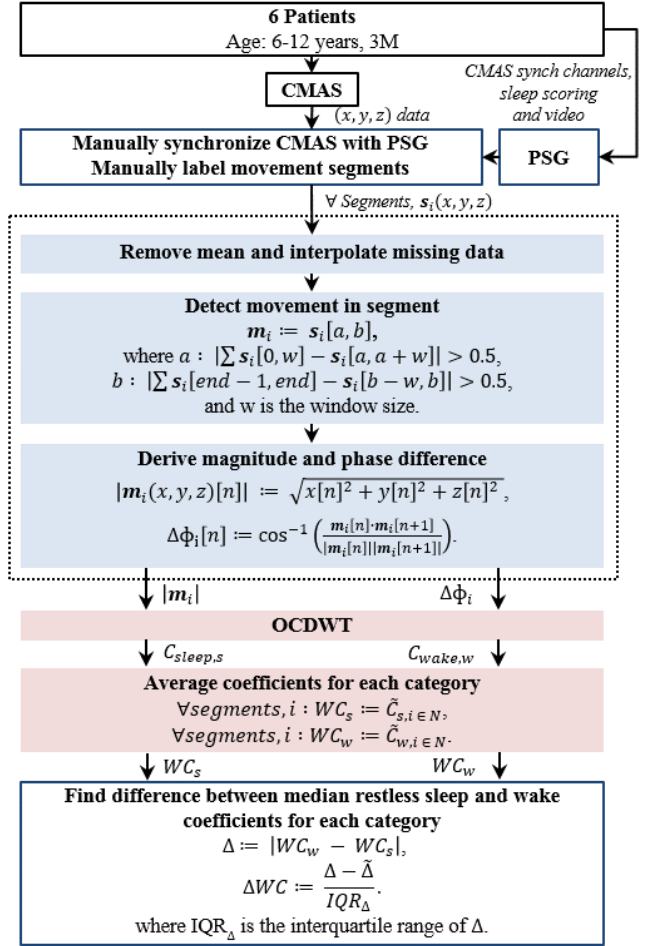 6 Patients
Age: 6-12 years, 3M
CMAS synch channels,
sleep scoring
and video
CMAS
(x, y, z) data
Manually synchronize CMAS with PSG
Manually label movement segments
PSG
∀ Segments, s_i(x, y, z)
Remove mean and interpolate missing data
Detect movement in segment
m_i ≔ s_i[a, b],
where a : |∑ s_i[0, w] − s_i[a, a + w]| > 0.5,
b : |∑ s_i[end − 1, end] − s_i[b − w, b]| > 0.5,
and w is the window size.
Derive magnitude and phase difference
|m_i(x, y, z)[n]| ≔ √(x[n]² + y[n]² + z[n]²),
Δϕ_i[n] ≔ cos⁻¹ (m_i[n]·m_i[n+1] / |m_i[n]||m_i[n+1]|).
|m_i|
Δϕ_i
OCDWT
C_sleep,s
C_wake,w
Average coefficients for each category
∀segments, i : WC_s ≔ C̃_s,i ∈ N,
∀segments, i : WC_w ≔ C̃_w,i ∈ N.
WC_s
WC_w
Find difference between median restless sleep and wake
coefficients for each category
Δ ≔ |WC_w − WC_s|,
ΔWC ≔ (Δ − Δ̃) / IQR_Δ.
where IQR_Δ is the interquartile range of Δ.